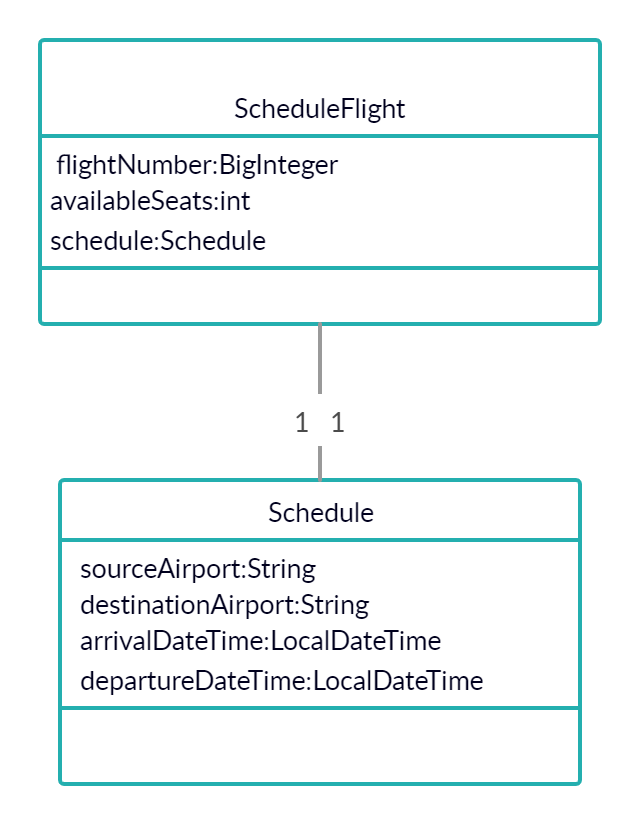 ScheduleFlight
flightNumber:BigInteger
availableSeats:int
schedule:Schedule
1 1
Schedule
sourceAirport:String
destinationAirport:String
arrivalDateTime:LocalDateTime
departureDateTime:LocalDateTime